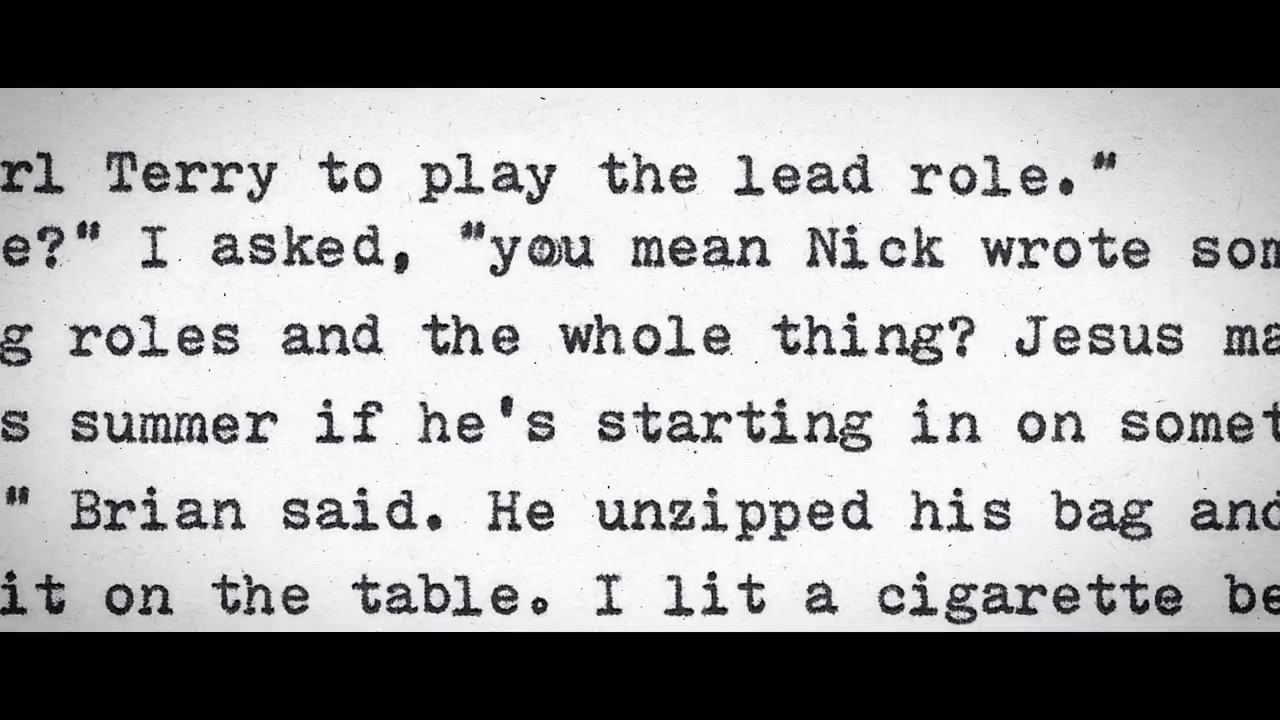 rl Terry to play the lead role."
e?" I asked, "you mean Nick wrote som
g roles and the whole thing? Jesus ma
s summer if he's starting in on somet
" Brian said. He unzipped his bag and
it on the table. I lit a cigarette be